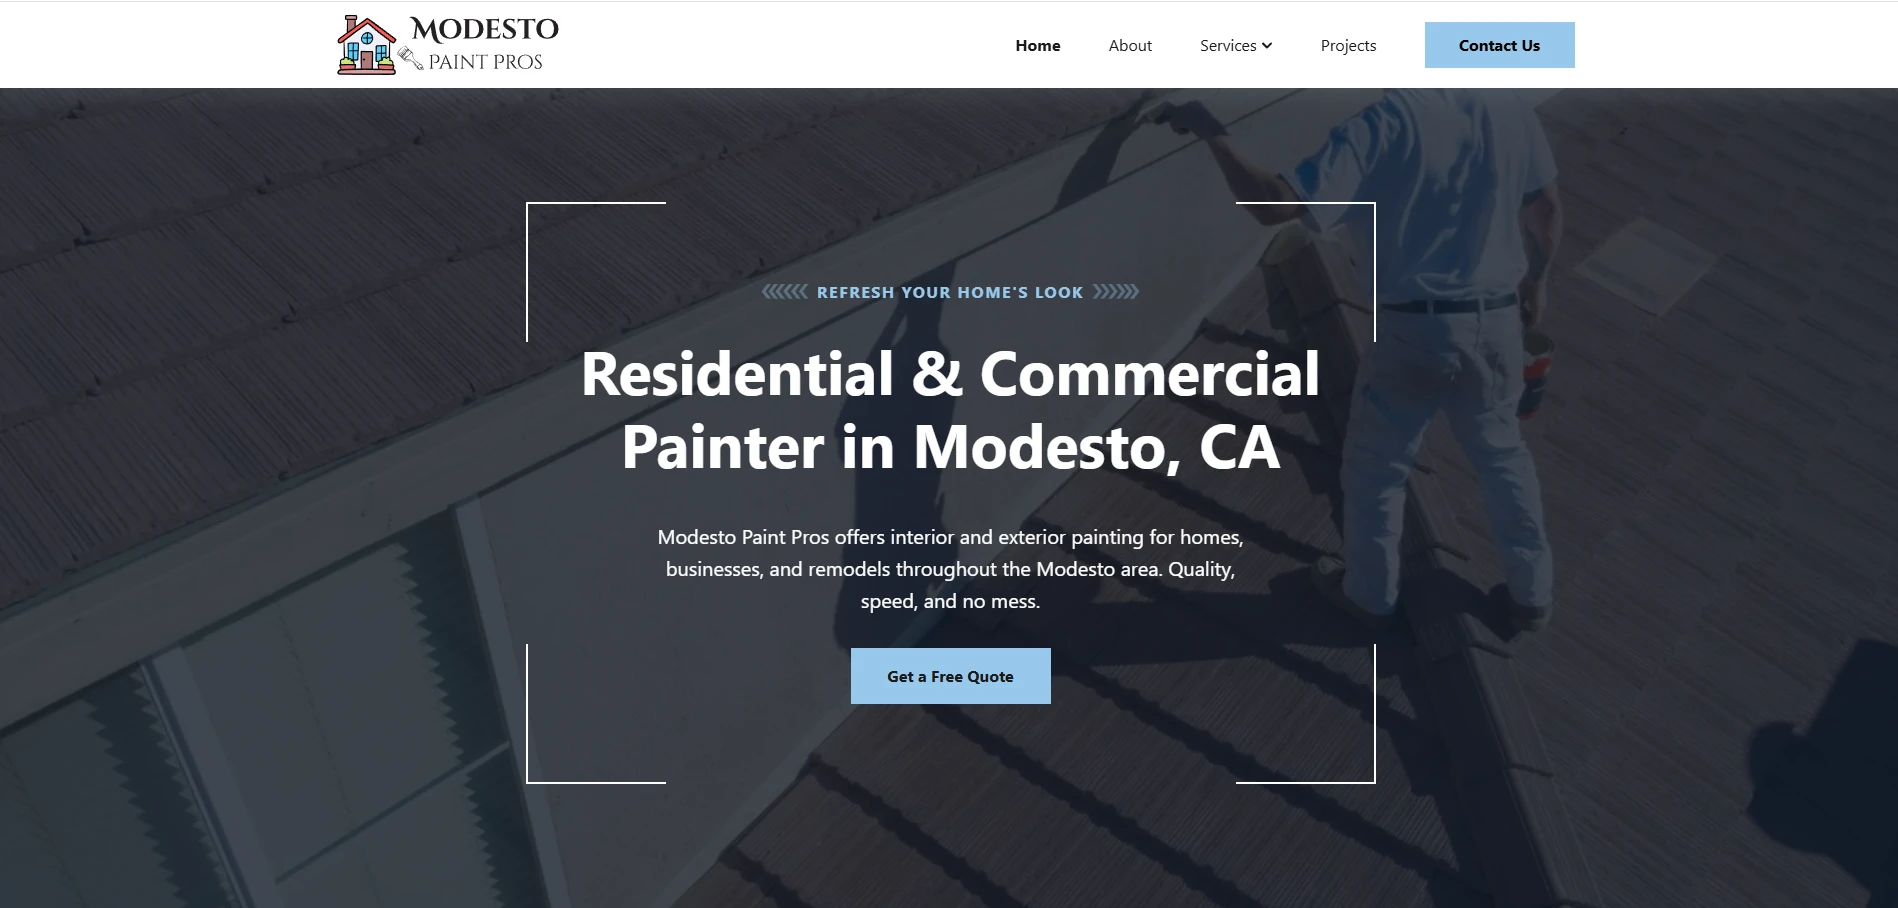 MODESTO
PAINT PROS
Home
About
Services
Projects
Contact Us
REFRESH YOUR HOME'S LOOK
Residential & Commercial
Painter in Modesto, CA
Modesto Paint Pros offers interior and exterior painting for homes,
businesses, and remodels throughout the Modesto area. Quality,
speed, and no mess.
Get a Free Quote